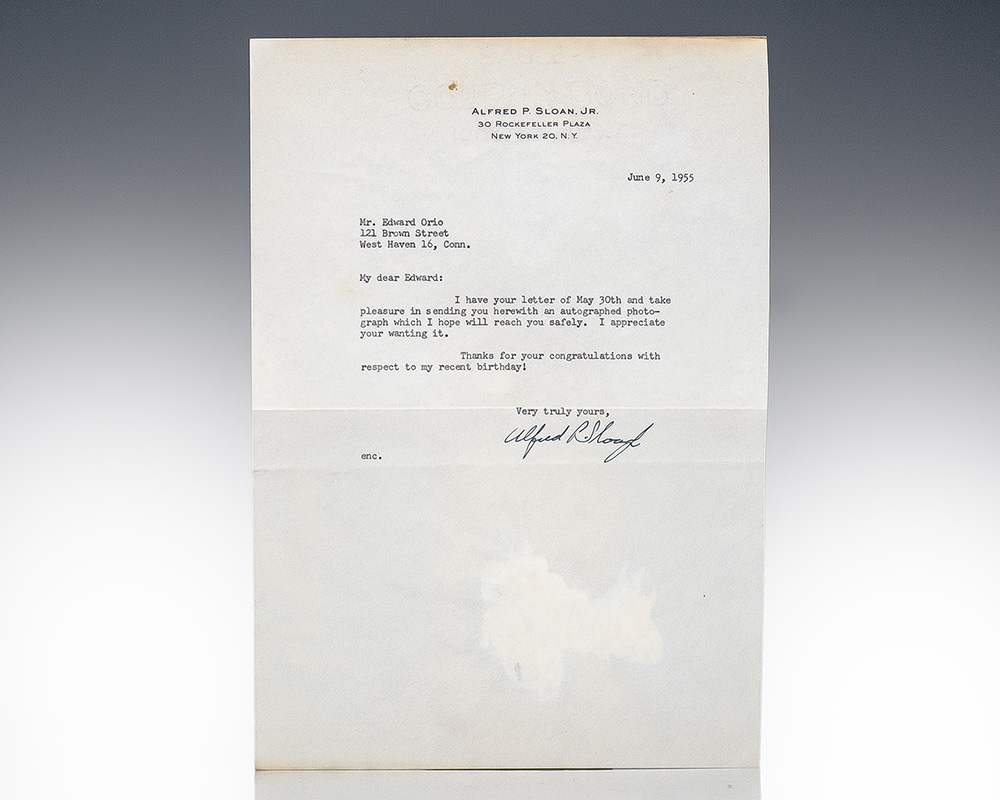 ALFRED P. SLOAN, JR.
30 ROCKEFELLER PLAZA
NEW YORK 20, N.Y.
June 9, 1955
Mr. Edward Orio
121 Brown Street
West Haven 16, Conn.
My dear Edward:
I have your letter of May 30th and take
pleasure in sending you herewith an autographed photo-
graph which I hope will reach you safely. I appreciate
your wanting it.
Thanks for your congratulations with
respect to my recent birthday!
Very truly yours,
Alfred P. Sloan Jr
enc.